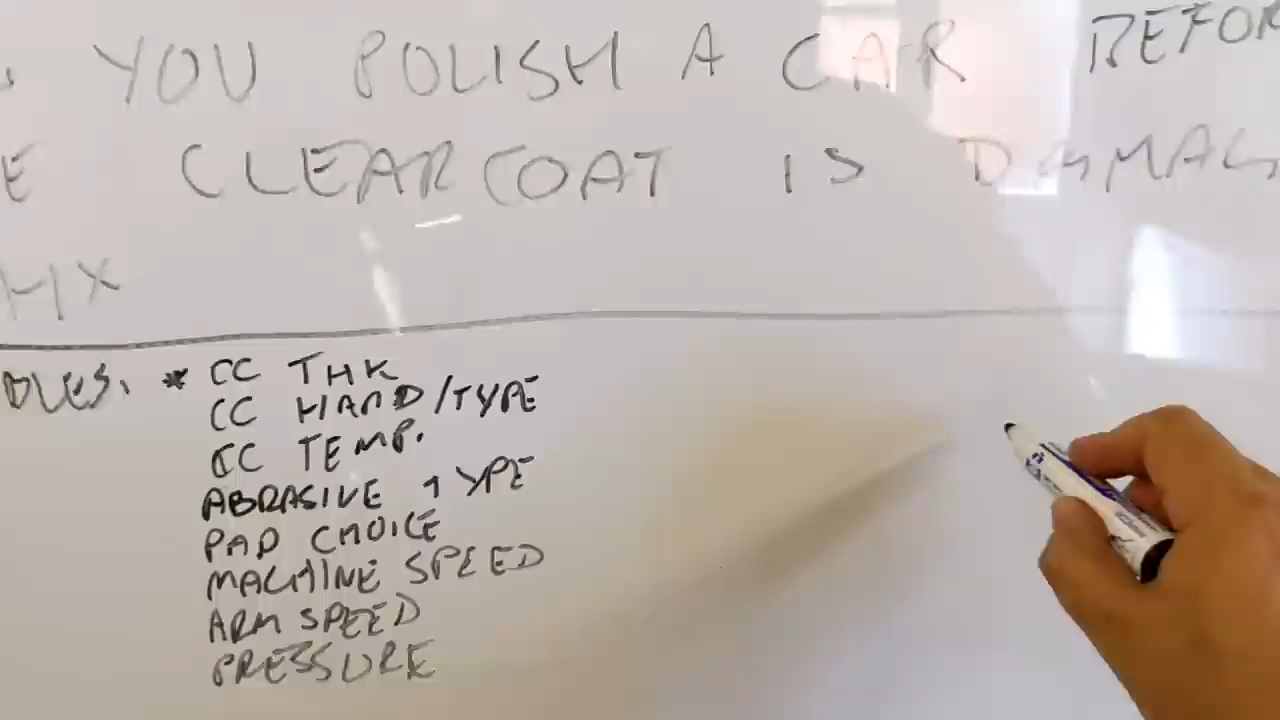 YOU POLISH A CAR BEFOR
E CLEARCOAT IS DAMAG
HX
BLES. * CC THK
CC HARD/TYPE
CC TEMP.
ABRASIVE TYPE
PAD CHOICE
MACHINE SPEED
ARM SPEED
PRESSURE